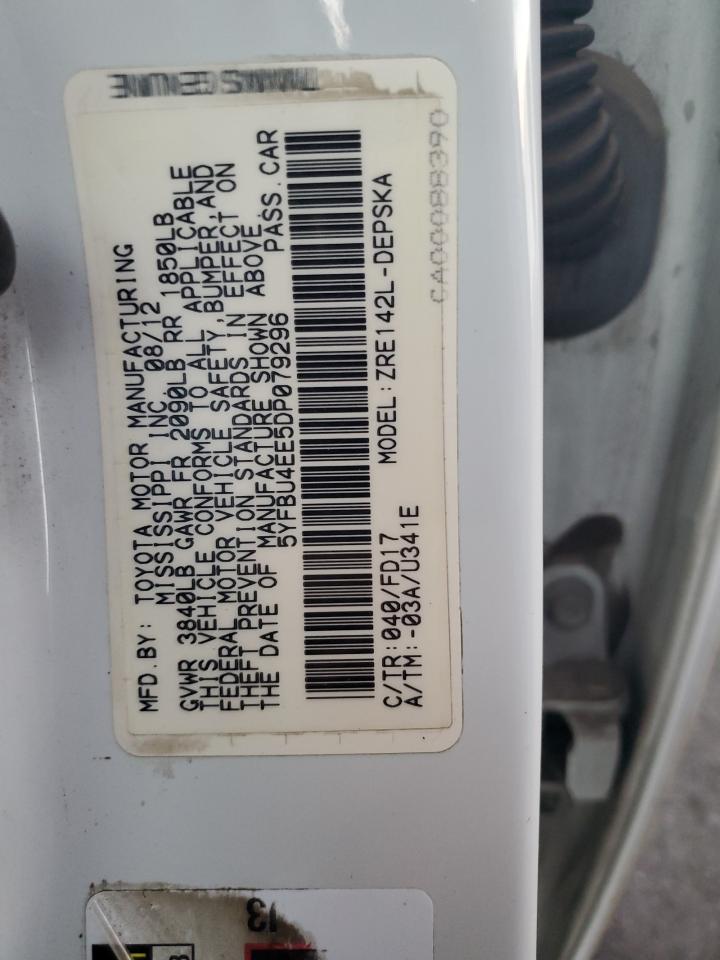 MFD.BY: TOYOTA MOTOR MANUFACTURING
MISSISSIPPI INC. 08/12
GVWR 3840LB GAWR FR 2090LB RR 1850LB
THIS VEHICLE CONFORMS TO ALL APPLICABLE
FEDERAL MOTOR VEHICLE SAFETY,BUMPER,AND
THEFT PREVENTION STANDARDS IN EFFECT ON
THE DATE OF MANUFACTURE SHOWN ABOVE.
5YFBU4EE5DP079296 PASS.CAR
C/TR:040/FD17 MODEL:ZRE142L-DEPSKA
A/TM:-03A/U341E
CA00088390
13